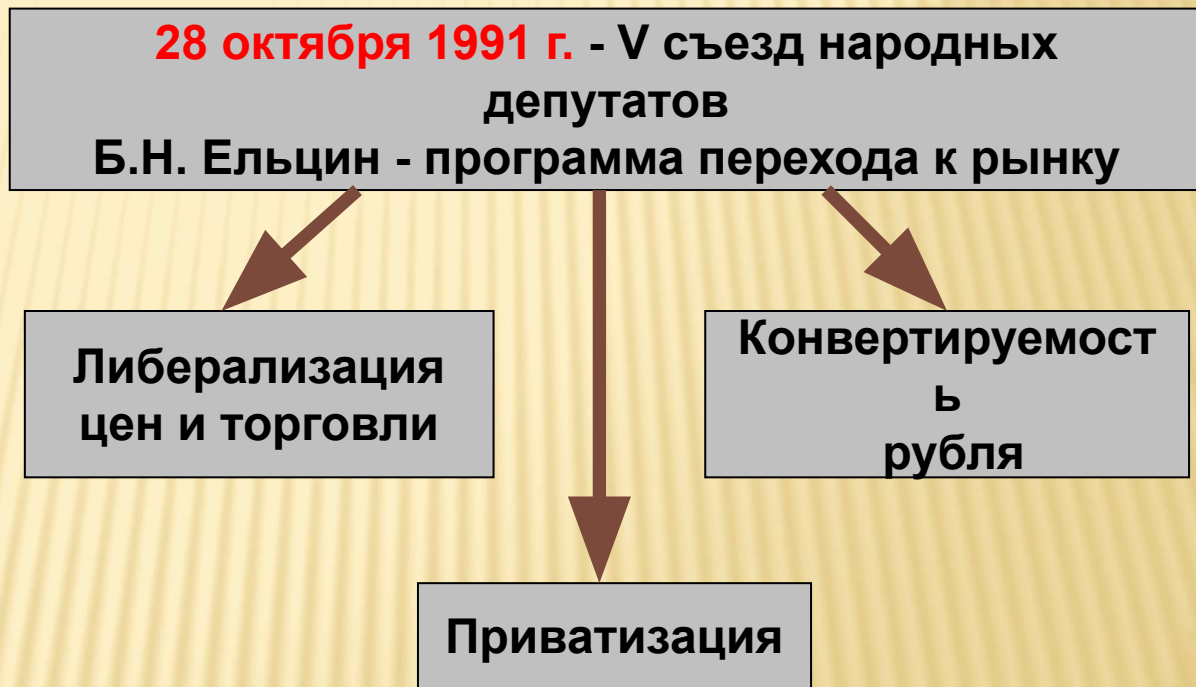 28 октября 1991 г. - V съезд народных
депутатов
Б.Н. Ельцин - программа перехода к рынку
Либерализация
цен и торговли
Конвертируемост
ь
рубля
Приватизация